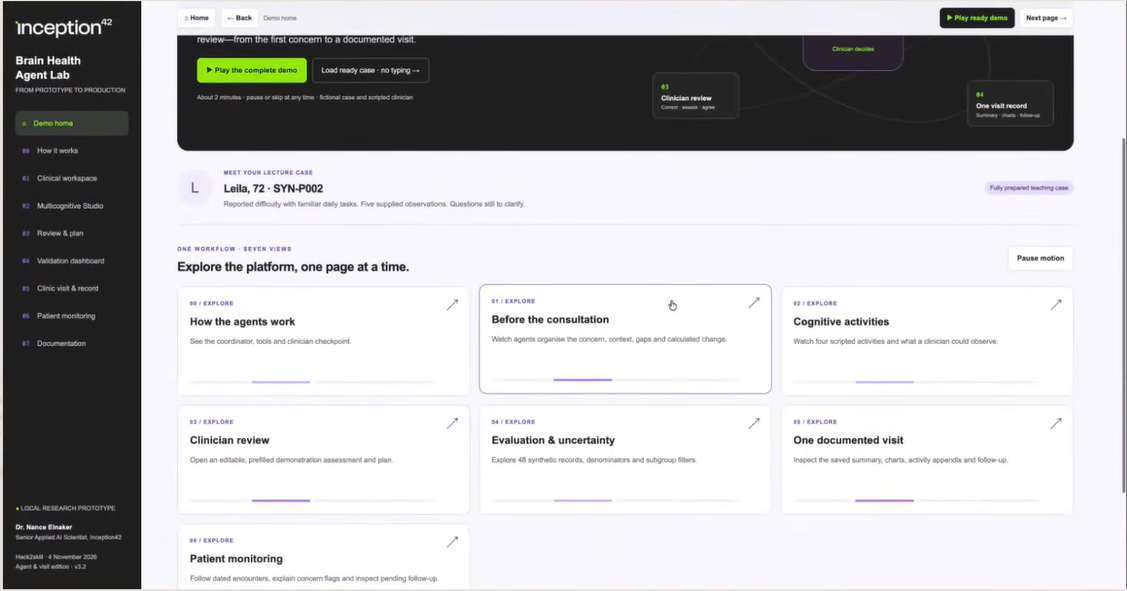 inception42
Brain Health
Agent Lab
FROM PROTOTYPE TO PRODUCTION
Demo home
00 How it works
01 Clinical workspace
02 Multicognitive Studio
03 Review & plan
04 Validation dashboard
05 Clinic visit & record
06 Patient monitoring
07 Documentation
LOCAL RESEARCH PROTOTYPE
Dr. Nance Elnaker
Senior Applied AI Scientist, Inception42
Hack2skill · 4 November 2026
Agent & visit edition · v3.2
⌂ Home
← Back
Demo home
▶ Play ready demo
Next page →
review—from the first concern to a documented visit.
▶ Play the complete demo
Load ready case · no typing →
About 2 minutes · pause or skip at any time · fictional case and scripted clinician
Clinician decides
03
Clinician review
Correct · assess · agree
04
One visit record
Summary · charts · follow-up
L
MEET YOUR LECTURE CASE
Leila, 72 · SYN-P002
Reported difficulty with familiar daily tasks. Five supplied observations. Questions still to clarify.
Fully prepared teaching case
ONE WORKFLOW · SEVEN VIEWS
Explore the platform, one page at a time.
Pause motion
00 / EXPLORE
How the agents work
See the coordinator, tools and clinician checkpoint.
01 / EXPLORE
Before the consultation
Watch agents organise the concern, context, gaps and calculated change.
02 / EXPLORE
Cognitive activities
Watch four scripted activities and what a clinician could observe.
03 / EXPLORE
Clinician review
Open an editable, prefilled demonstration assessment and plan.
04 / EXPLORE
Evaluation & uncertainty
Explore 48 synthetic records, denominators and subgroup filters.
05 / EXPLORE
One documented visit
Inspect the saved summary, charts, activity appendix and follow-up.
06 / EXPLORE
Patient monitoring
Follow dated encounters, explain concern flags and inspect pending follow-up.